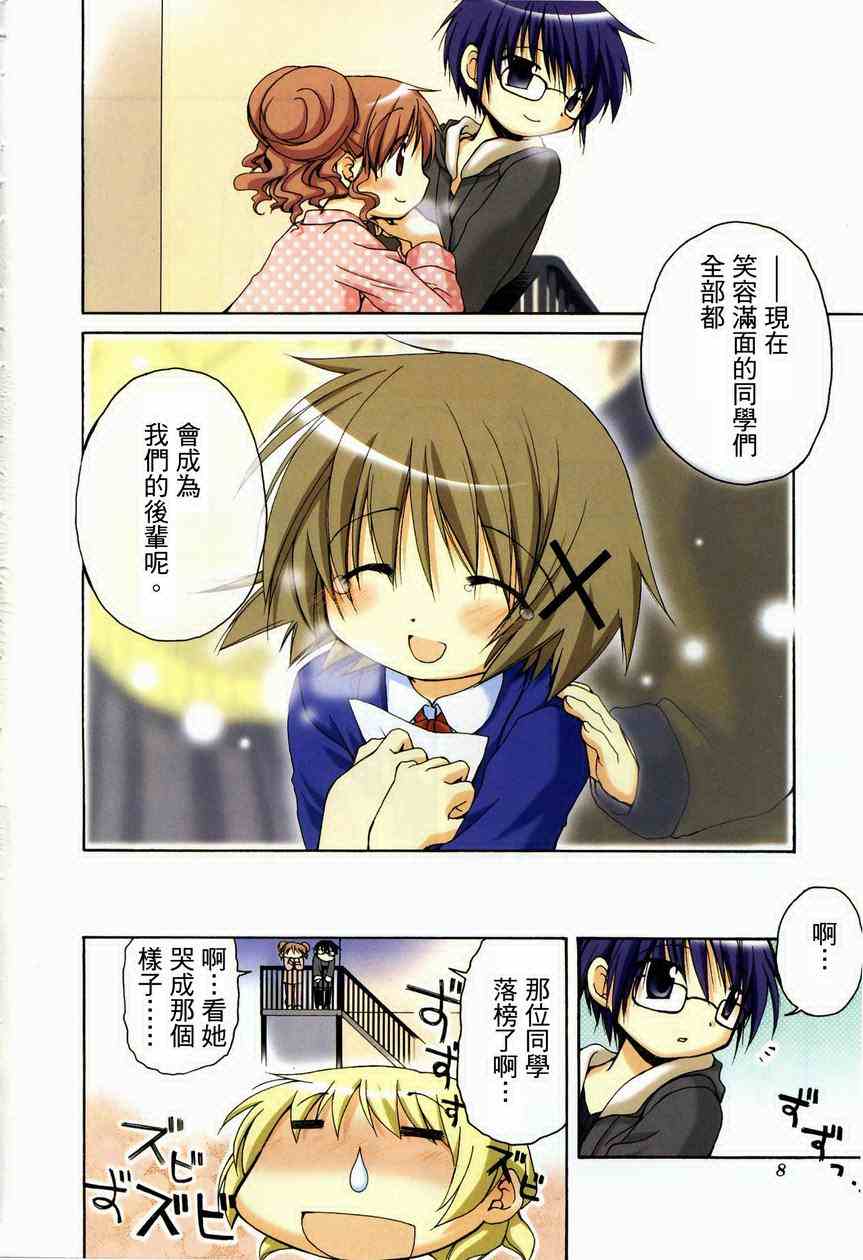 ——現在
笑容滿面的同學們
全部都
會成為
我們的後輩呢。
啊…
ずず
ずっ…
那位同學
落榜了啊…
啊…看她
哭成那個
樣子………
ずずず
ズビ
ズビ
ずず
ズビ
8